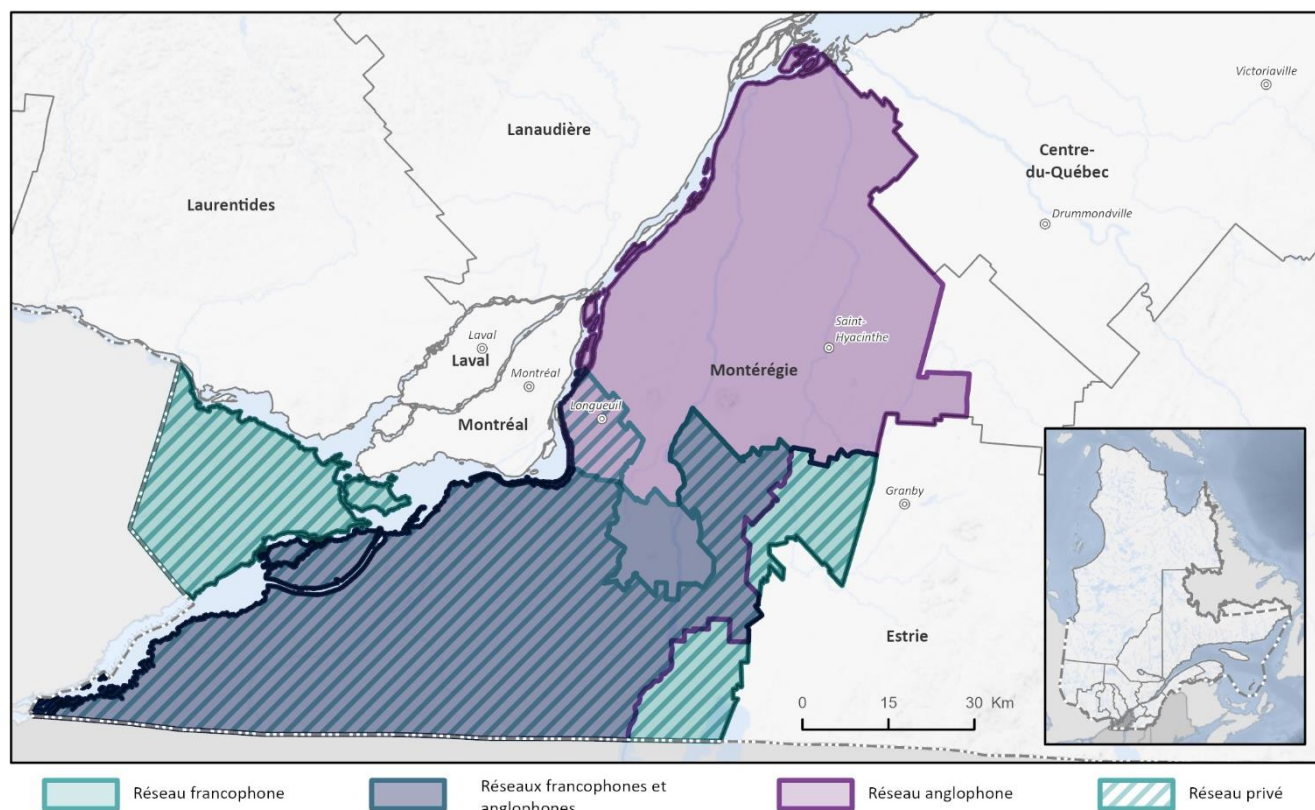 Victoriaville
Lanaudière
Centre-
du-Québec
Laurentides
Drummondville
Laval
Laval
Saint-
Hyacinthe
Montréal
Montérégie
Longueuil
Montréal
Granby
Estrie
0 15 30 Km
Réseau francophone
Réseaux francophones et
anglophones
Réseau anglophone
Réseau privé